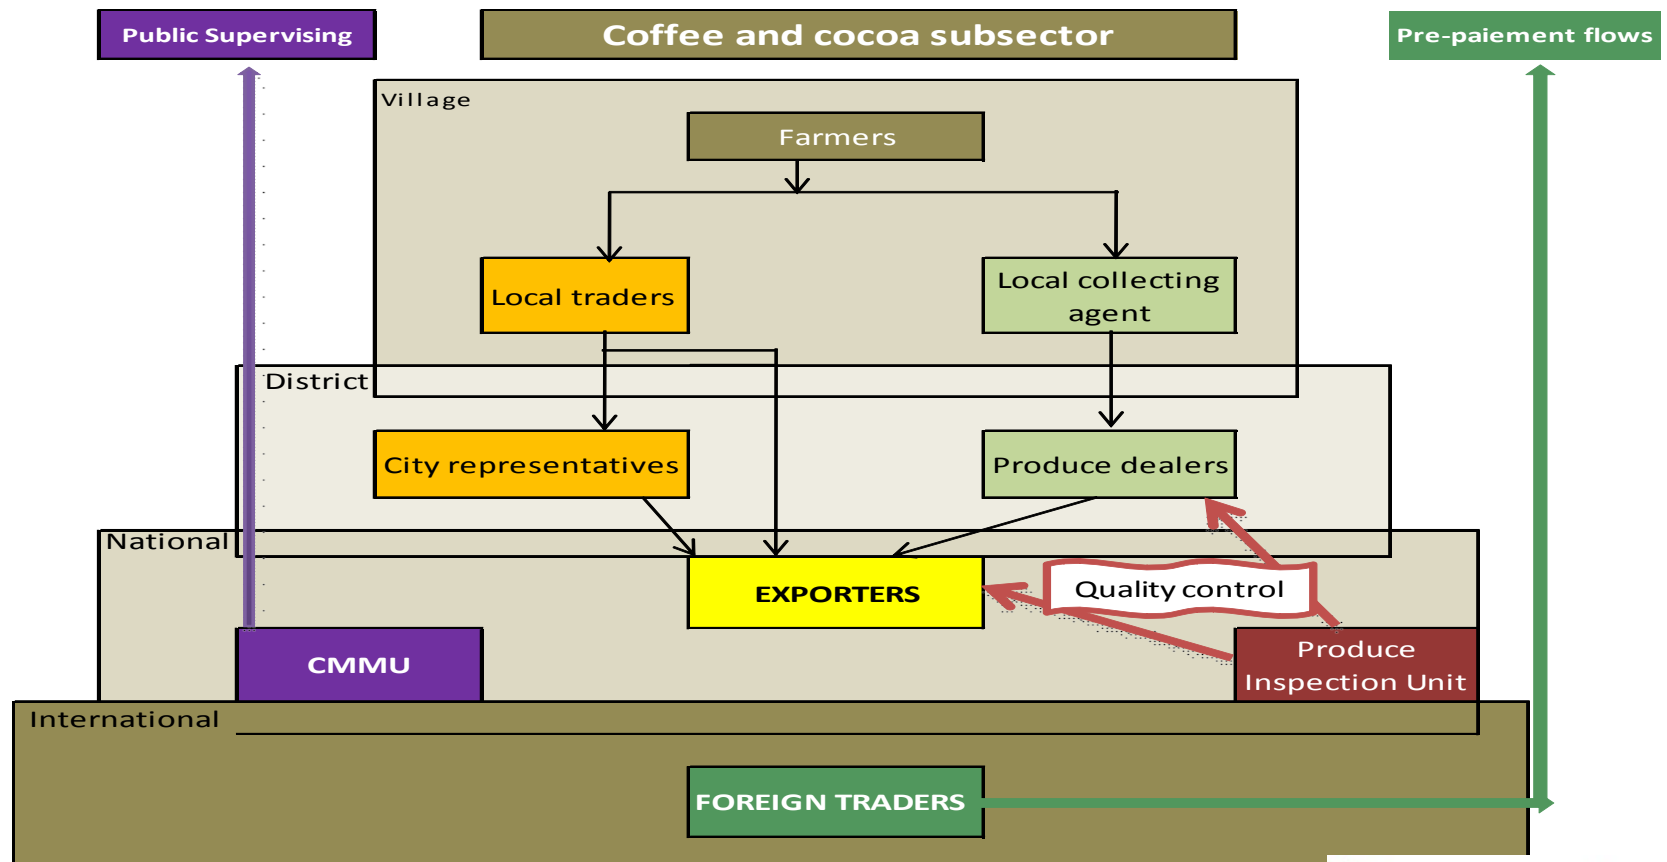 Public Supervising
Coffee and cocoa subsector
Pre-paiement flows
Village
Farmers
Local traders
Local collecting
agent
District
City representatives
Produce dealers
National
EXPORTERS
Quality control
CMMU
Produce
Inspection Unit
International
FOREIGN TRADERS